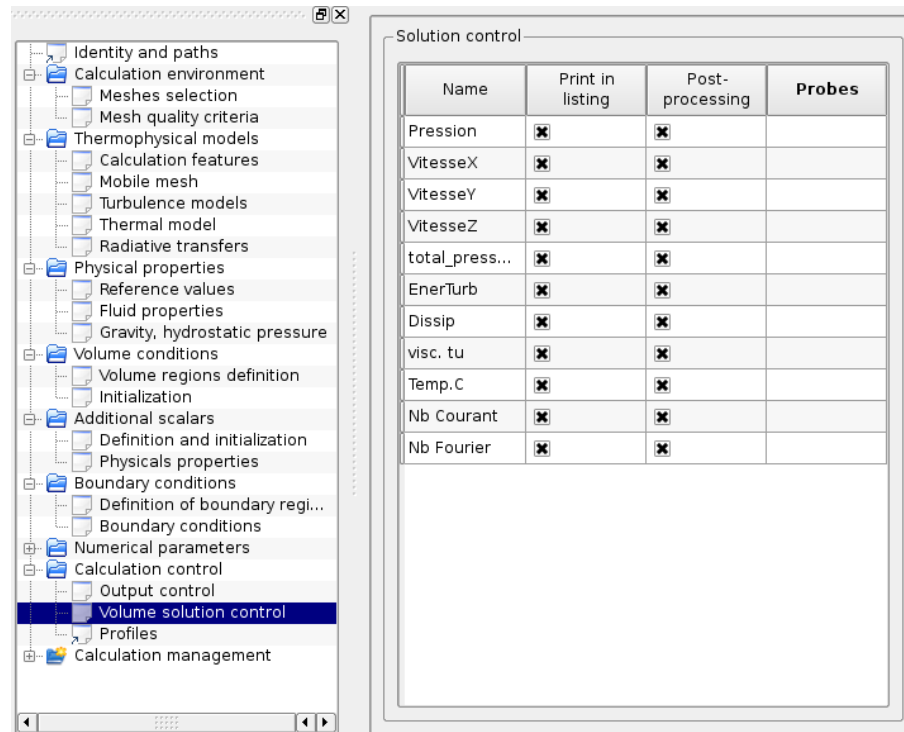 Identity and paths
Calculation environment
Meshes selection
Mesh quality criteria
Thermophysical models
Calculation features
Mobile mesh
Turbulence models
Thermal model
Radiative transfers
Physical properties
Reference values
Fluid properties
Gravity, hydrostatic pressure
Volume conditions
Volume regions definition
Initialization
Additional scalars
Definition and initialization
Physicals properties
Boundary conditions
Definition of boundary regi...
Boundary conditions
Numerical parameters
Calculation control
Output control
Volume solution control
Profiles
Calculation management
Solution control
Name
Print in
listing
Post-
processing
Probes
Pression
VitesseX
VitesseY
VitesseZ
total_press...
EnerTurb
Dissip
visc. tu
Temp.C
Nb Courant
Nb Fourier